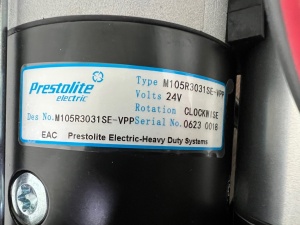 Prestolite
electric
Type M105R3031SE-VPP
Volts 24V
Rotation CLOCKWISE
Des No.M105R3031SE-VPP Serial No. 0623 0018
EAC Prestolite Electric-Heavy Duty Systems